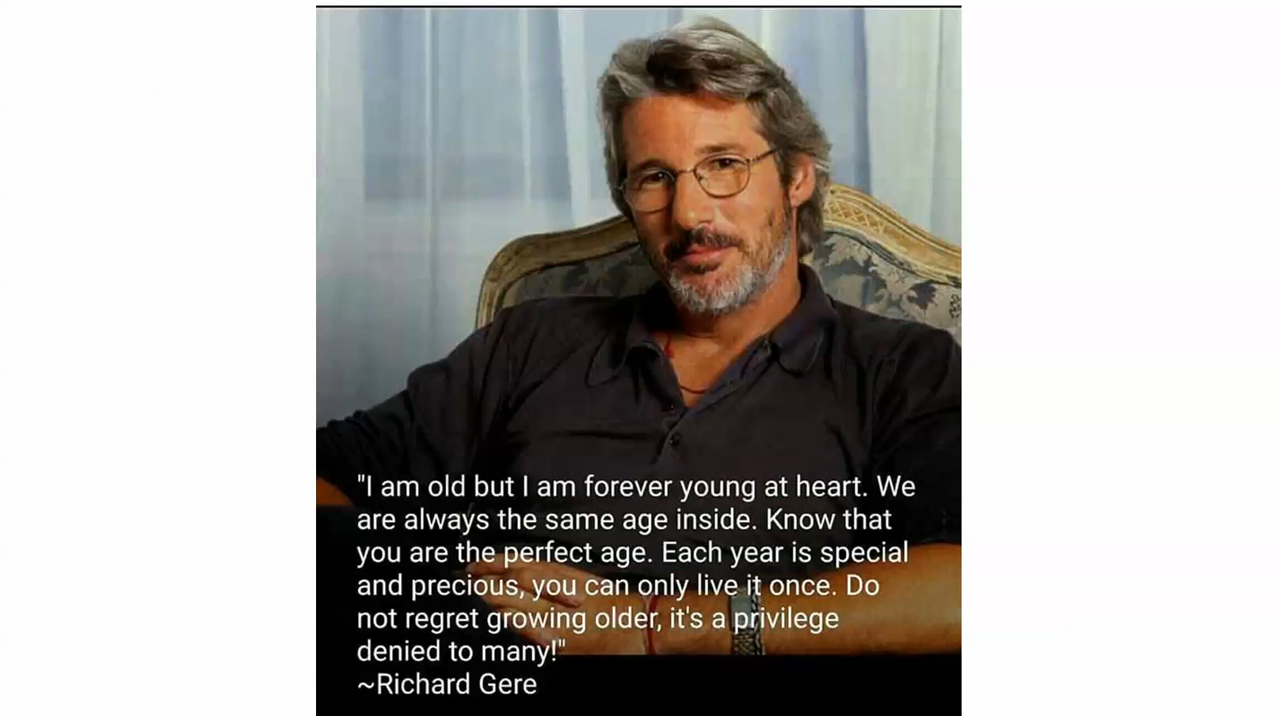 "I am old but I am forever young at heart. We
are always the same age inside. Know that
you are the perfect age. Each year is special
and precious, you can only live it once. Do
not regret growing older, it's a privilege
denied to many!"
~Richard Gere